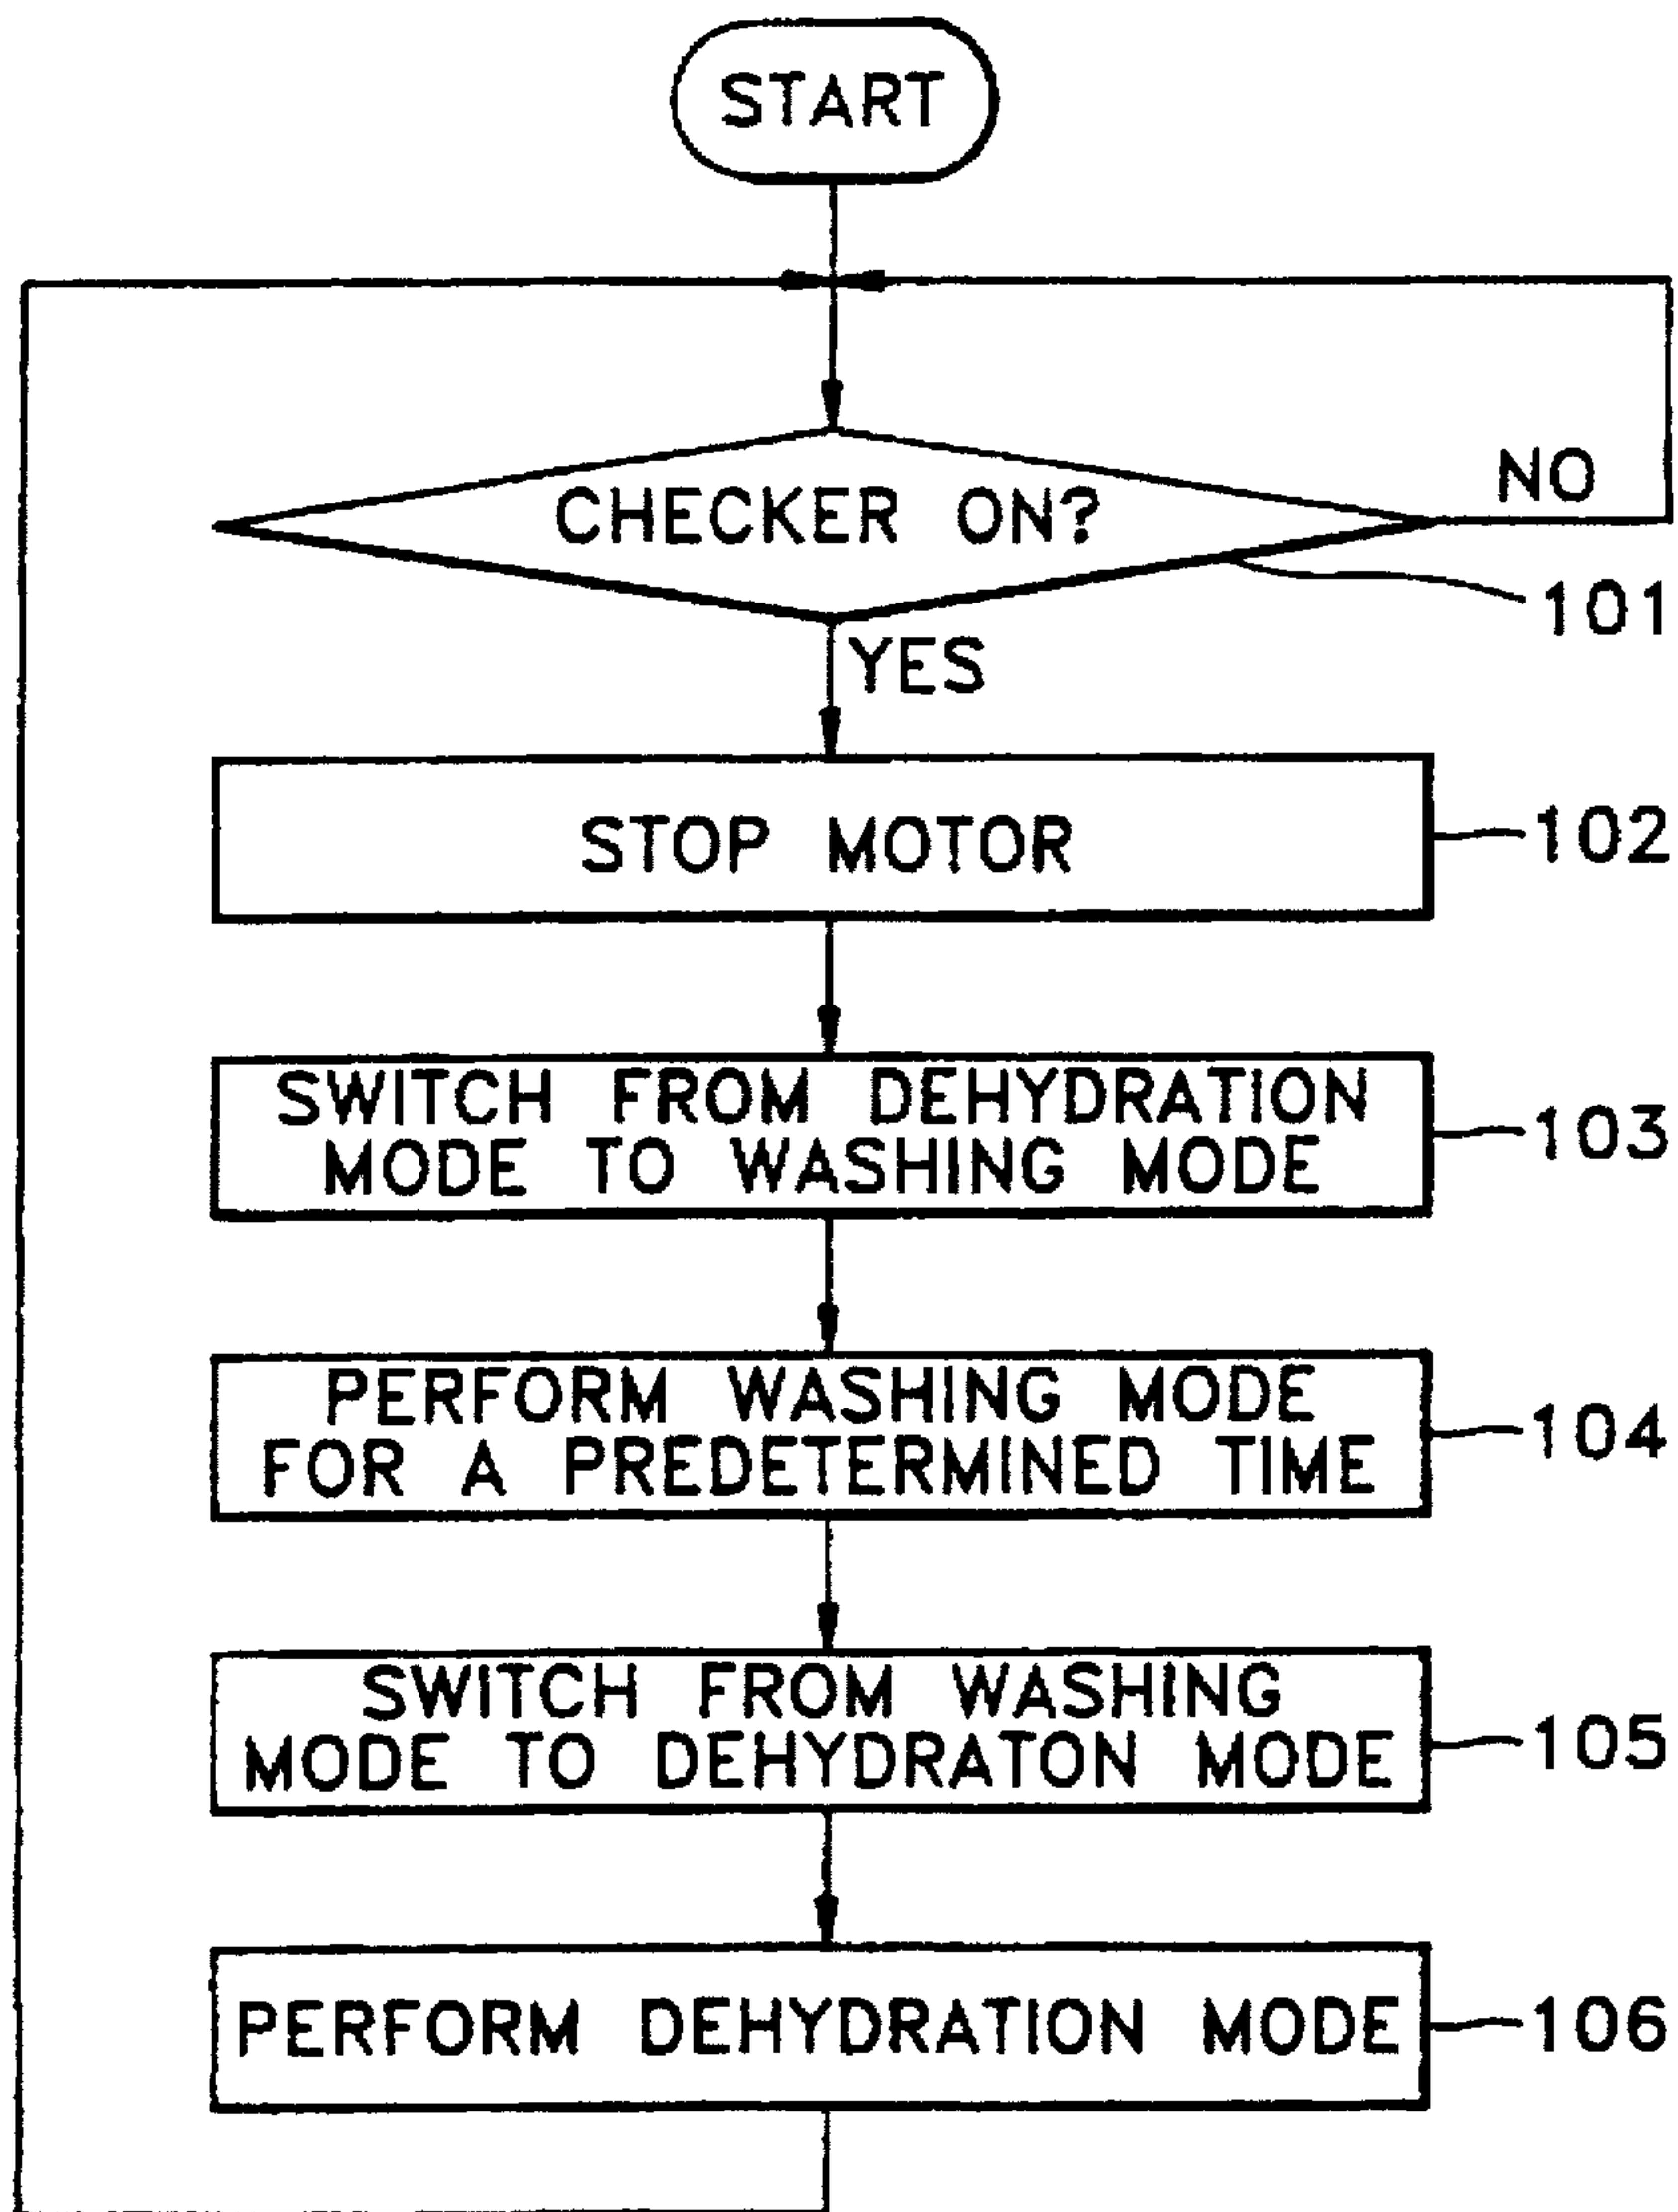 START
CHECKER ON?
NO
101
YES
STOP MOTOR
102
SWITCH FROM DEHYDRATION
MODE TO WASHING MODE
103
PERFORM WASHING MODE
FOR A PREDETERMINED TIME
104
SWITCH FROM WASHING
MODE TO DEHYDRATON MODE
105
PERFORM DEHYDRATION MODE
106